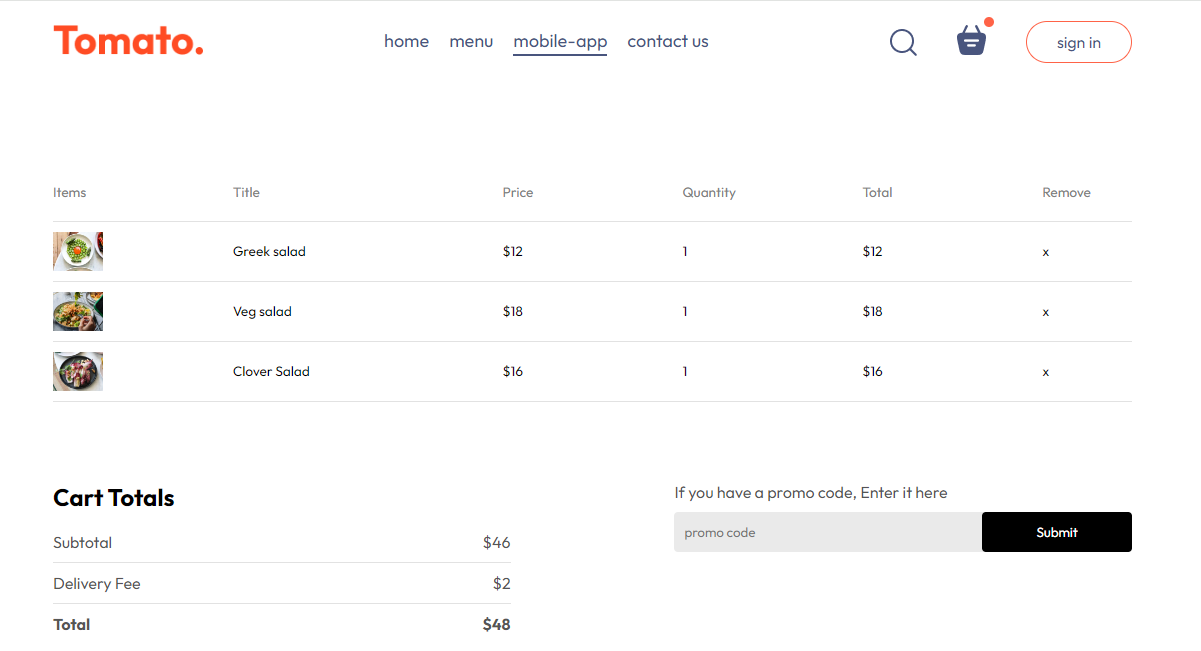 Tomato.
home menu mobile-app contact us
sign in
Items Title Price Quantity Total Remove
Greek salad $12 1 $12 x
Veg salad $18 1 $18 x
Clover Salad $16 1 $16 x
Cart Totals
Subtotal $46
Delivery Fee $2
Total $48
If you have a promo code, Enter it here
promo code Submit